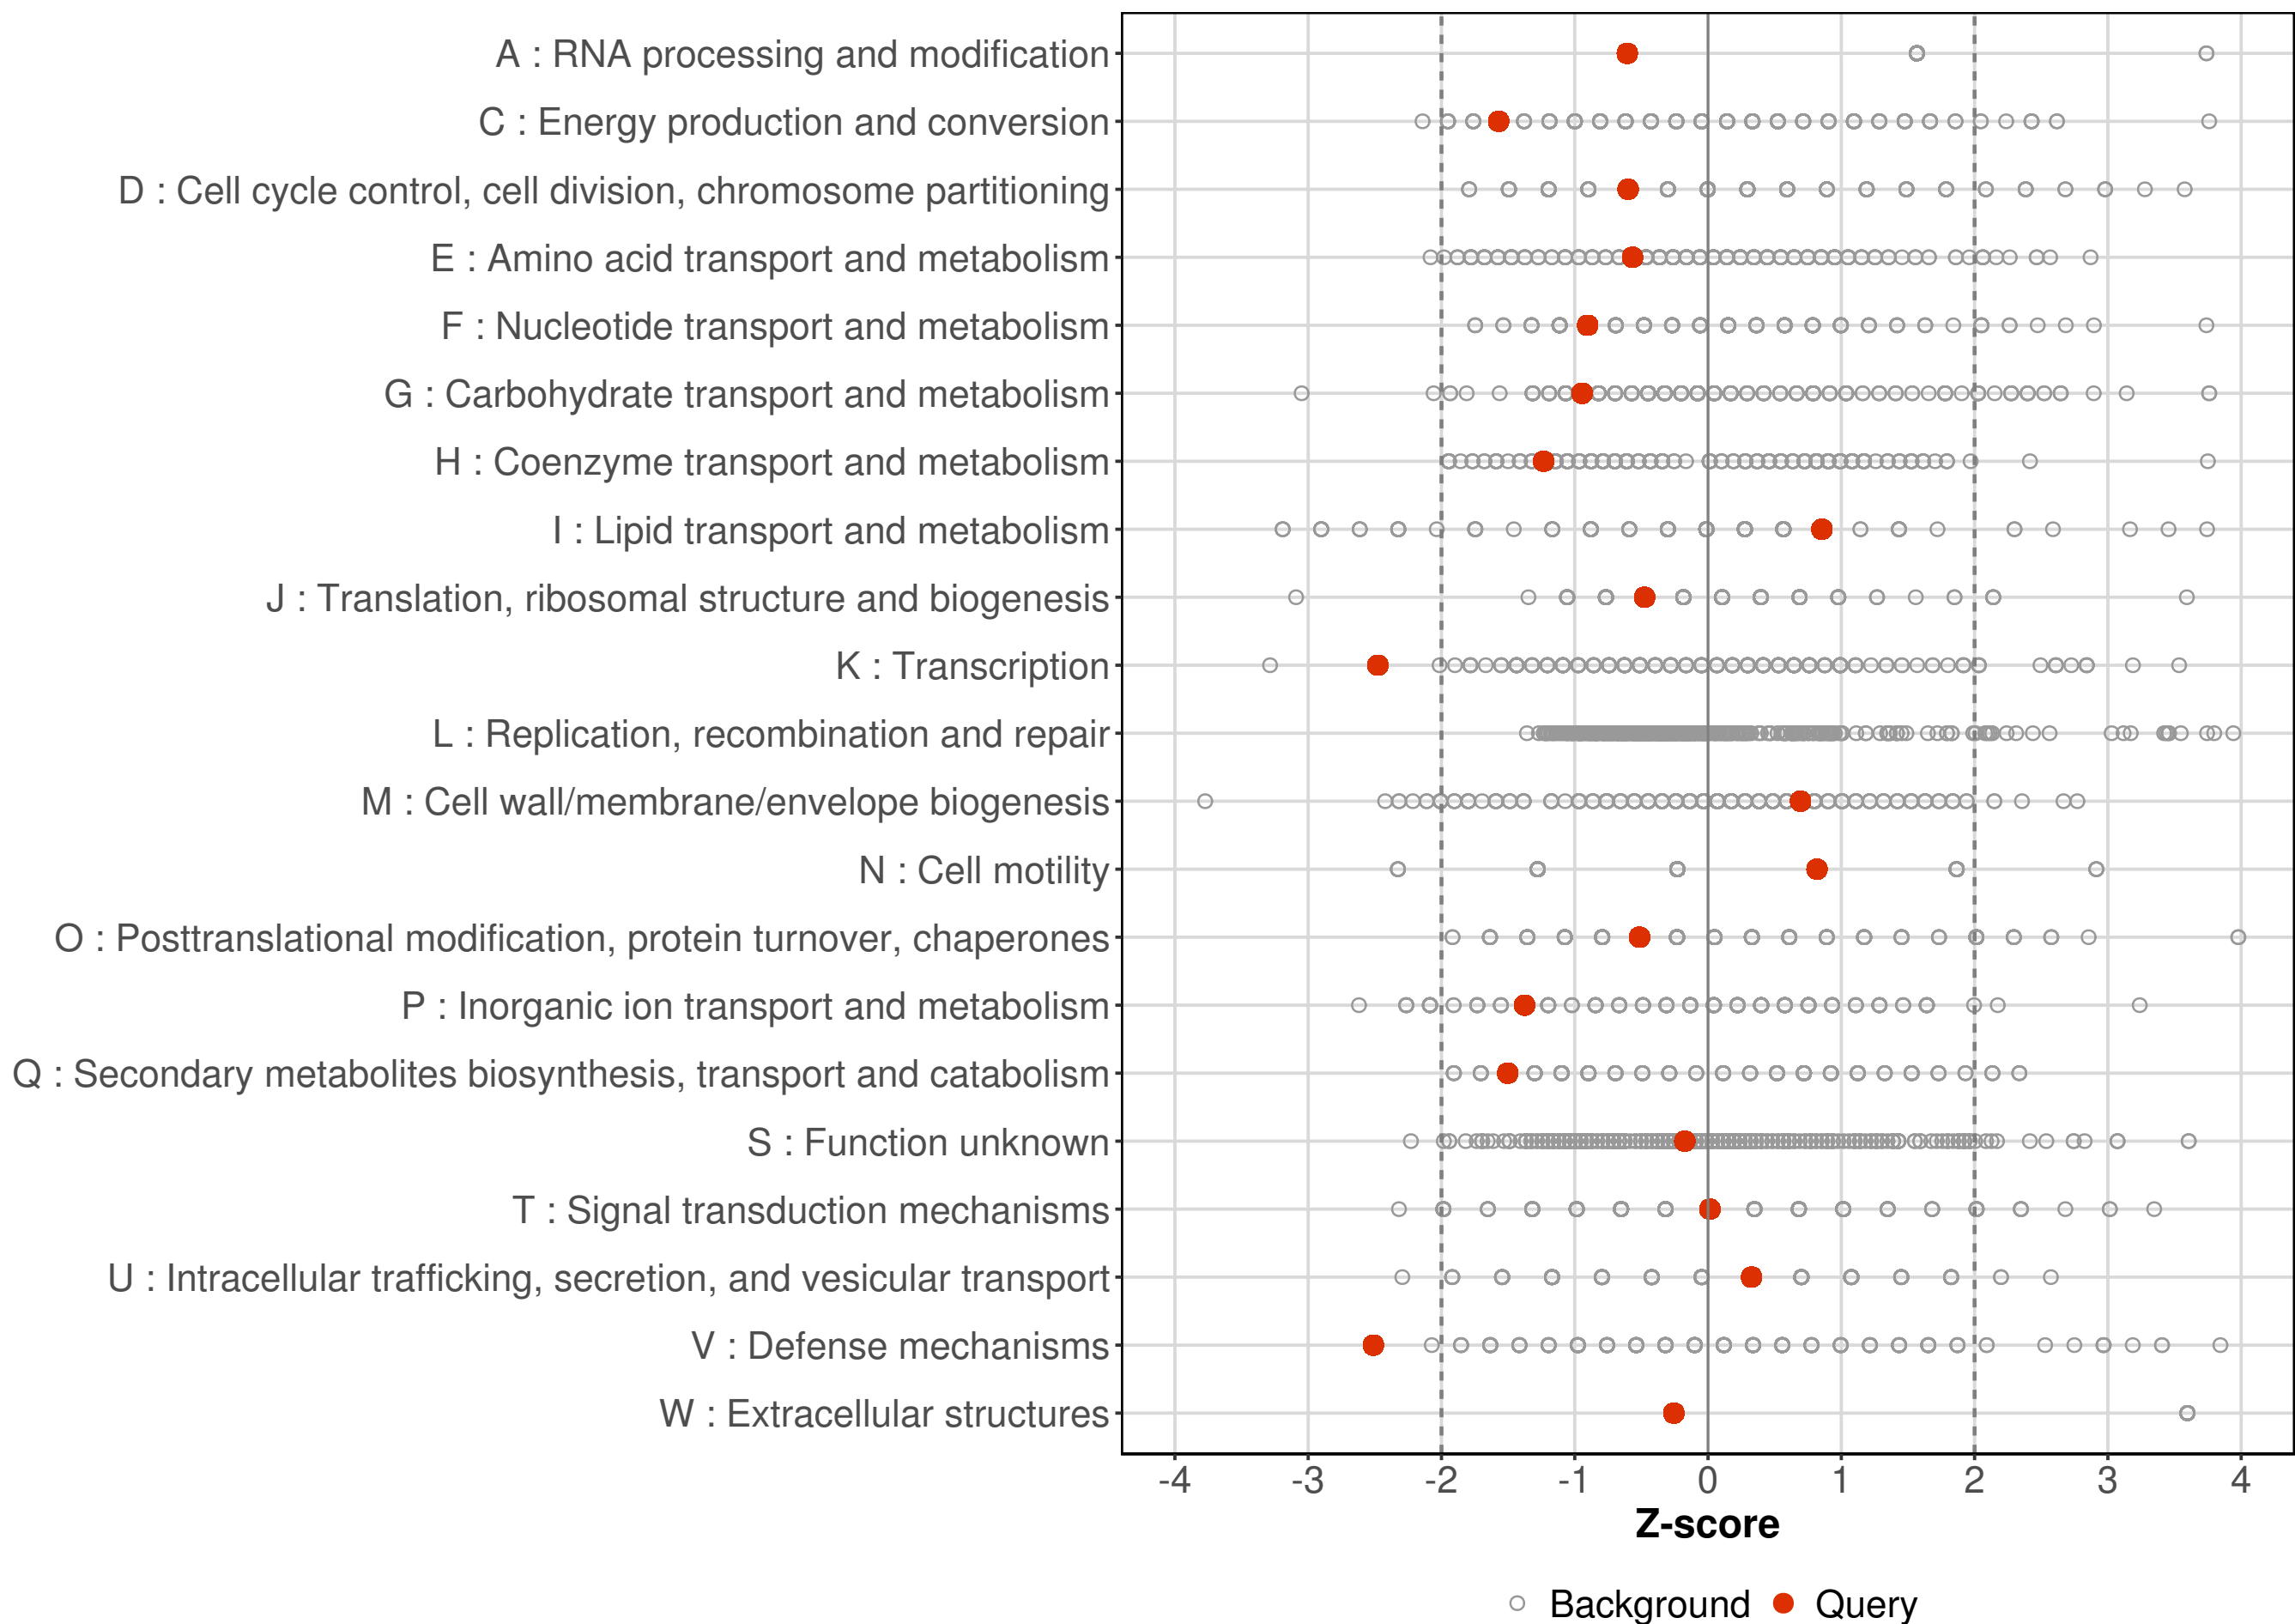 A : RNA processing and modification
C : Energy production and conversion
D : Cell cycle control, cell division, chromosome partitioning
E : Amino acid transport and metabolism
F : Nucleotide transport and metabolism
G : Carbohydrate transport and metabolism
H : Coenzyme transport and metabolism
I : Lipid transport and metabolism
J : Translation, ribosomal structure and biogenesis
K : Transcription
L : Replication, recombination and repair
M : Cell wall/membrane/envelope biogenesis
N : Cell motility
O : Posttranslational modification, protein turnover, chaperones
P : Inorganic ion transport and metabolism
Q : Secondary metabolites biosynthesis, transport and catabolism
S : Function unknown
T : Signal transduction mechanisms
U : Intracellular trafficking, secretion, and vesicular transport
V : Defense mechanisms
W : Extracellular structures
-4 -3 -2 -1 0 1 2 3 4
Z-score
Background Query